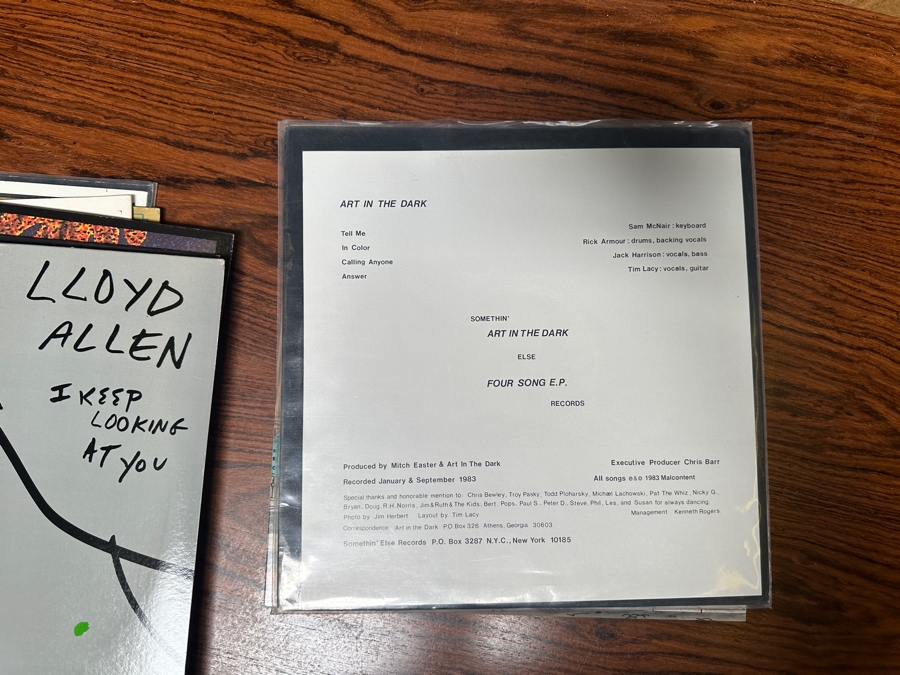 LLOYD
ALLEN
I KEEP
LOOKING
AT YOU
ART IN THE DARK
Tell Me
In Color
Calling Anyone
Answer
Sam McNair : keyboard
Rick Armour : drums, backing vocals
Jack Harrison : vocals, bass
Tim Lacy : vocals, guitar
SOMETHIN'
ART IN THE DARK
ELSE
FOUR SONG E.P.
RECORDS
Produced by Mitch Easter & Art In The Dark
Executive Producer Chris Barr
Recorded January & September 1983
All songs 1983 Malcontent
Special thanks and honorable mention to: Chris Bewley, Troy Pasky, Todd Ploharsky, Michael Lachowski, Pat The Whiz, Nicky G.,
Bryan, Doug, R.H. Norris, Jim & Ruth & The Kids, Bert, Pops, Paul S., Peter D., Steve, Phil, Les, and Susan for always dancing.
Photo by Jim Herbert Layout by Tim Lacy
Management Kenneth Rogers
Correspondence Art in the Dark P.O. Box 326 Athens, Georgia 30603
Somethin' Else Records P.O. Box 3287 N.Y.C., New York 10185